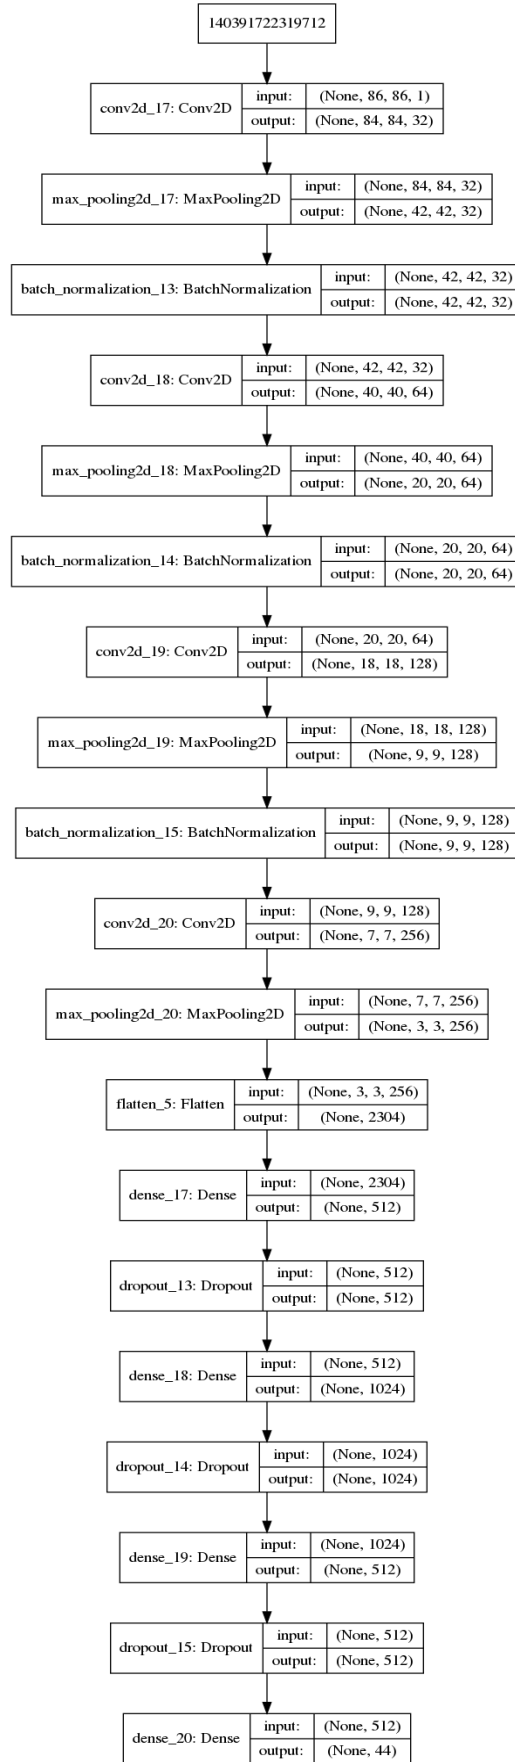 140391722319712
conv2d_17: Conv2D input: (None, 86, 86, 1)
output: (None, 84, 84, 32)
max_pooling2d_17: MaxPooling2D input: (None, 84, 84, 32)
output: (None, 42, 42, 32)
batch_normalization_13: BatchNormalization input: (None, 42, 42, 32)
output: (None, 42, 42, 32)
conv2d_18: Conv2D input: (None, 42, 42, 32)
output: (None, 40, 40, 64)
max_pooling2d_18: MaxPooling2D input: (None, 40, 40, 64)
output: (None, 20, 20, 64)
batch_normalization_14: BatchNormalization input: (None, 20, 20, 64)
output: (None, 20, 20, 64)
conv2d_19: Conv2D input: (None, 20, 20, 64)
output: (None, 18, 18, 128)
max_pooling2d_19: MaxPooling2D input: (None, 18, 18, 128)
output: (None, 9, 9, 128)
batch_normalization_15: BatchNormalization input: (None, 9, 9, 128)
output: (None, 9, 9, 128)
conv2d_20: Conv2D input: (None, 9, 9, 128)
output: (None, 7, 7, 256)
max_pooling2d_20: MaxPooling2D input: (None, 7, 7, 256)
output: (None, 3, 3, 256)
flatten_5: Flatten input: (None, 3, 3, 256)
output: (None, 2304)
dense_17: Dense input: (None, 2304)
output: (None, 512)
dropout_13: Dropout input: (None, 512)
output: (None, 512)
dense_18: Dense input: (None, 512)
output: (None, 1024)
dropout_14: Dropout input: (None, 1024)
output: (None, 1024)
dense_19: Dense input: (None, 1024)
output: (None, 512)
dropout_15: Dropout input: (None, 512)
output: (None, 512)
dense_20: Dense input: (None, 512)
output: (None, 44)